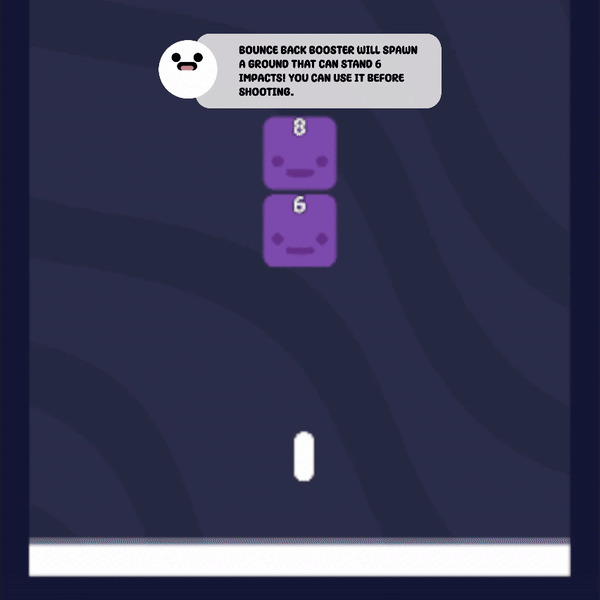 BOUNCE BACK BOOSTER WILL SPAWN
A GROUND THAT CAN STAND 6
IMPACTS! YOU CAN USE IT BEFORE
SHOOTING.
8
6